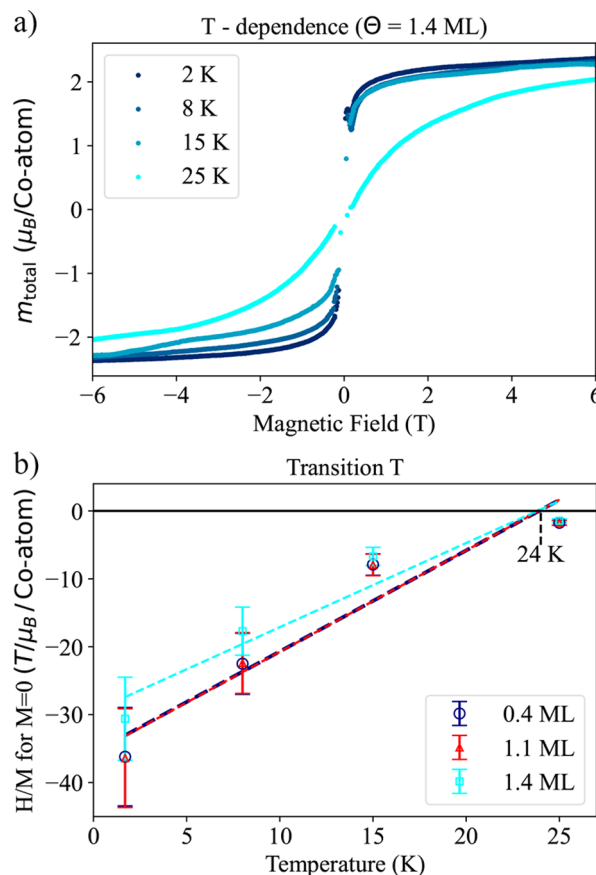 a)
T - dependence (Θ = 1.4 ML)
m_total (μ_B/Co-atom)
2
1
0
−1
−2
2 K
8 K
15 K
25 K
−6
−4
−2
0
2
4
6
Magnetic Field (T)
b)
Transition T
H/M for M=0 (T/μ_B / Co-atom)
0
−10
−20
−30
−40
24 K
0.4 ML
1.1 ML
1.4 ML
0
5
10
15
20
25
Temperature (K)